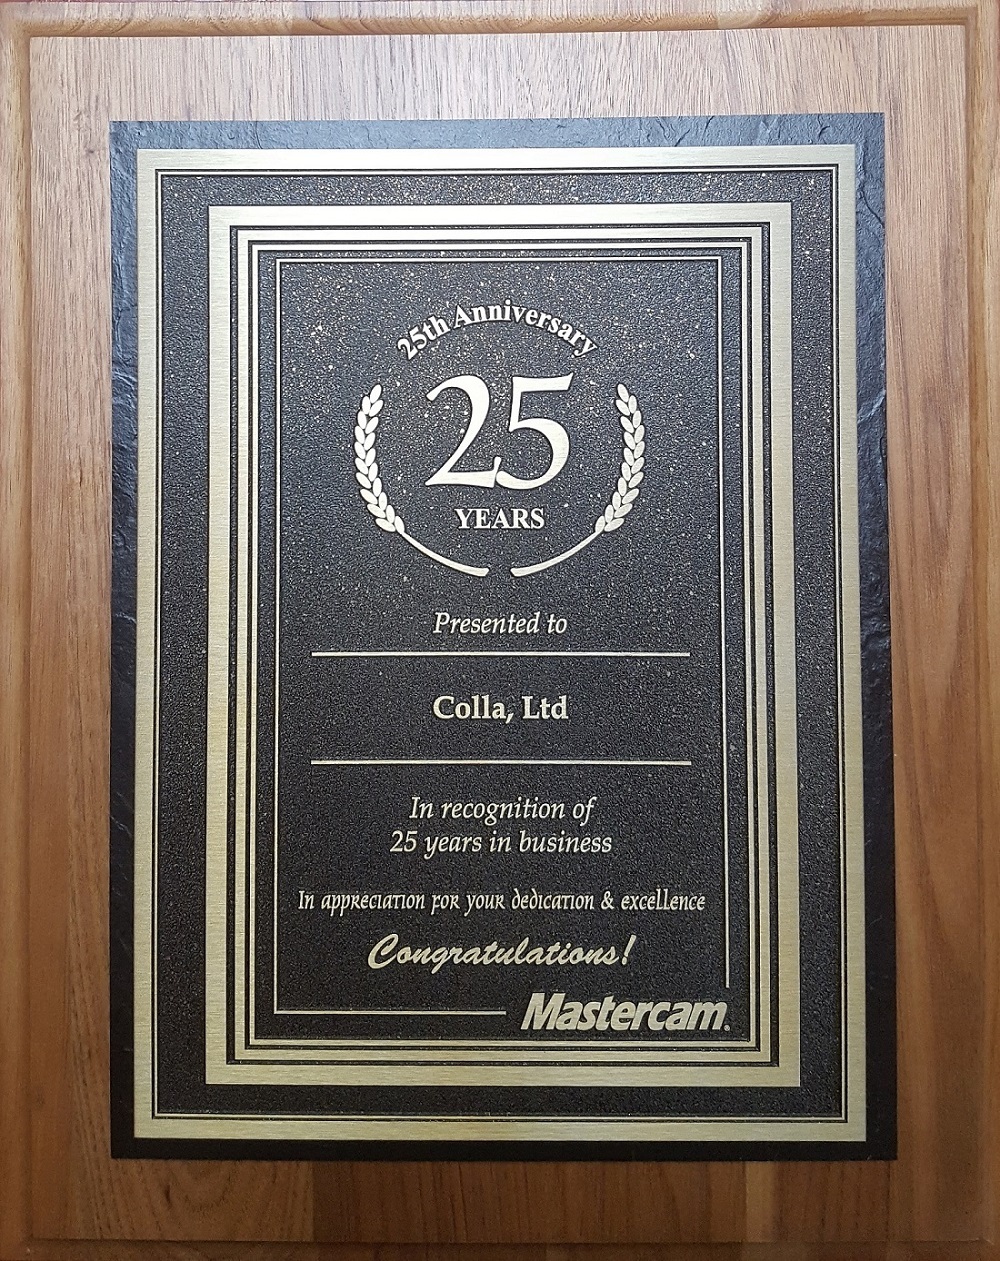 25th Anniversary
25
YEARS
Presented to
Colla, Ltd
In recognition of
25 years in business
In appreciation for your dedication & excellence
Congratulations!
Mastercam.